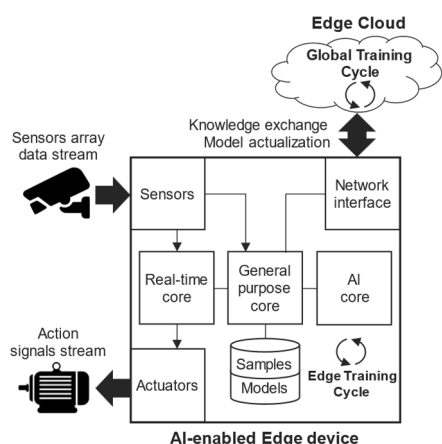 Edge Cloud
Global Training
Cycle
Knowledge exchange
Model actualization
Sensors array
data stream
Sensors
Network
interface
Real-time
core
General
purpose
core
AI
core
Action
signals stream
Samples
Models
Edge Training
Cycle
Actuators
AI-enabled Edge device